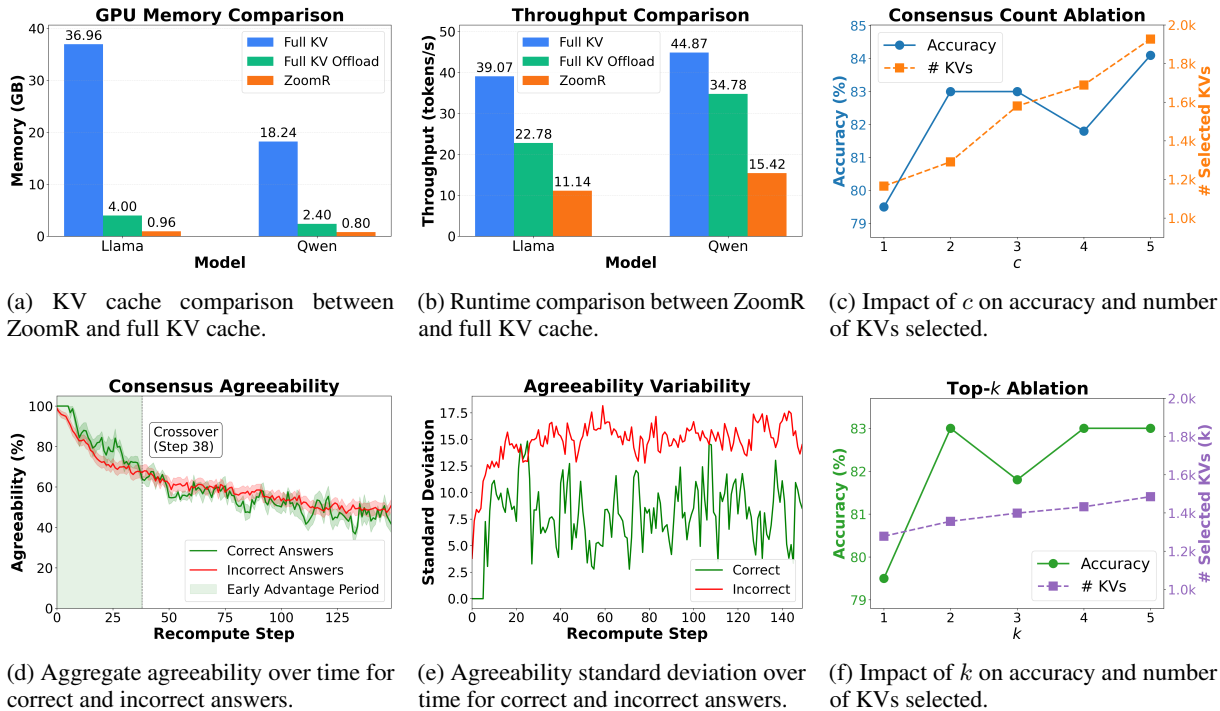 GPU Memory Comparison
Memory (GB)
40
30
20
10
0
36.96
4.00
0.96
18.24
2.40
0.80
Full KV
Full KV Offload
ZoomR
Llama
Qwen
Model
(a) KV cache comparison between
ZoomR and full KV cache.
Throughput Comparison
Throughput (tokens/s)
50
40
30
20
10
0
39.07
22.78
11.14
44.87
34.78
15.42
Full KV
Full KV Offload
ZoomR
Llama
Qwen
Model
(b) Runtime comparison between ZoomR
and full KV cache.
Consensus Count Ablation
Accuracy (%)
85
84
83
82
81
80
79
Accuracy
# KVs
2.0k
1.8k
1.6k
1.4k
1.2k
1.0k
# Selected KVs
1 2 3 4 5
c
(c) Impact of c on accuracy and number
of KVs selected.
Consensus Agreeability
Agreeability (%)
100
80
60
40
20
0
Crossover
(Step 38)
Correct Answers
Incorrect Answers
Early Advantage Period
0 25 50 75 100 125
Recompute Step
(d) Aggregate agreeability over time for
correct and incorrect answers.
Agreeability Variability
Standard Deviation
17.5
15.0
12.5
10.0
7.5
5.0
2.5
0.0
Correct
Incorrect
0 20 40 60 80 100 120 140
Recompute Step
(e) Agreeability standard deviation over
time for correct and incorrect answers.
Top-k Ablation
Accuracy (%)
83
82
81
80
79
Accuracy
# KVs
2.0k
1.8k
1.6k
1.4k
1.2k
1.0k
# Selected KVs (k)
1 2 3 4 5
k
(f) Impact of k on accuracy and number
of KVs selected.